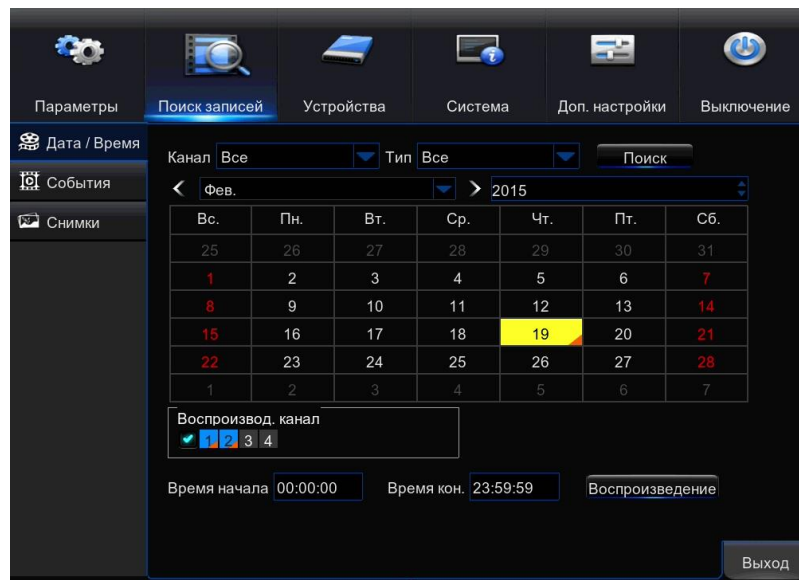 Параметры Поиск записей Устройства Система Доп. настройки Выключение
Дата / Время
События
Снимки
Канал Все Тип Все Поиск
Фев. 2015
Вс. Пн. Вт. Ср. Чт. Пт. Сб.
25 26 27 28 29 30 31
1 2 3 4 5 6 7
8 9 10 11 12 13 14
15 16 17 18 19 20 21
22 23 24 25 26 27 28
1 2 3 4 5 6 7
Воспроизвод. канал
1 2 3 4
Время начала 00:00:00 Время кон. 23:59:59 Воспроизведение
Выход